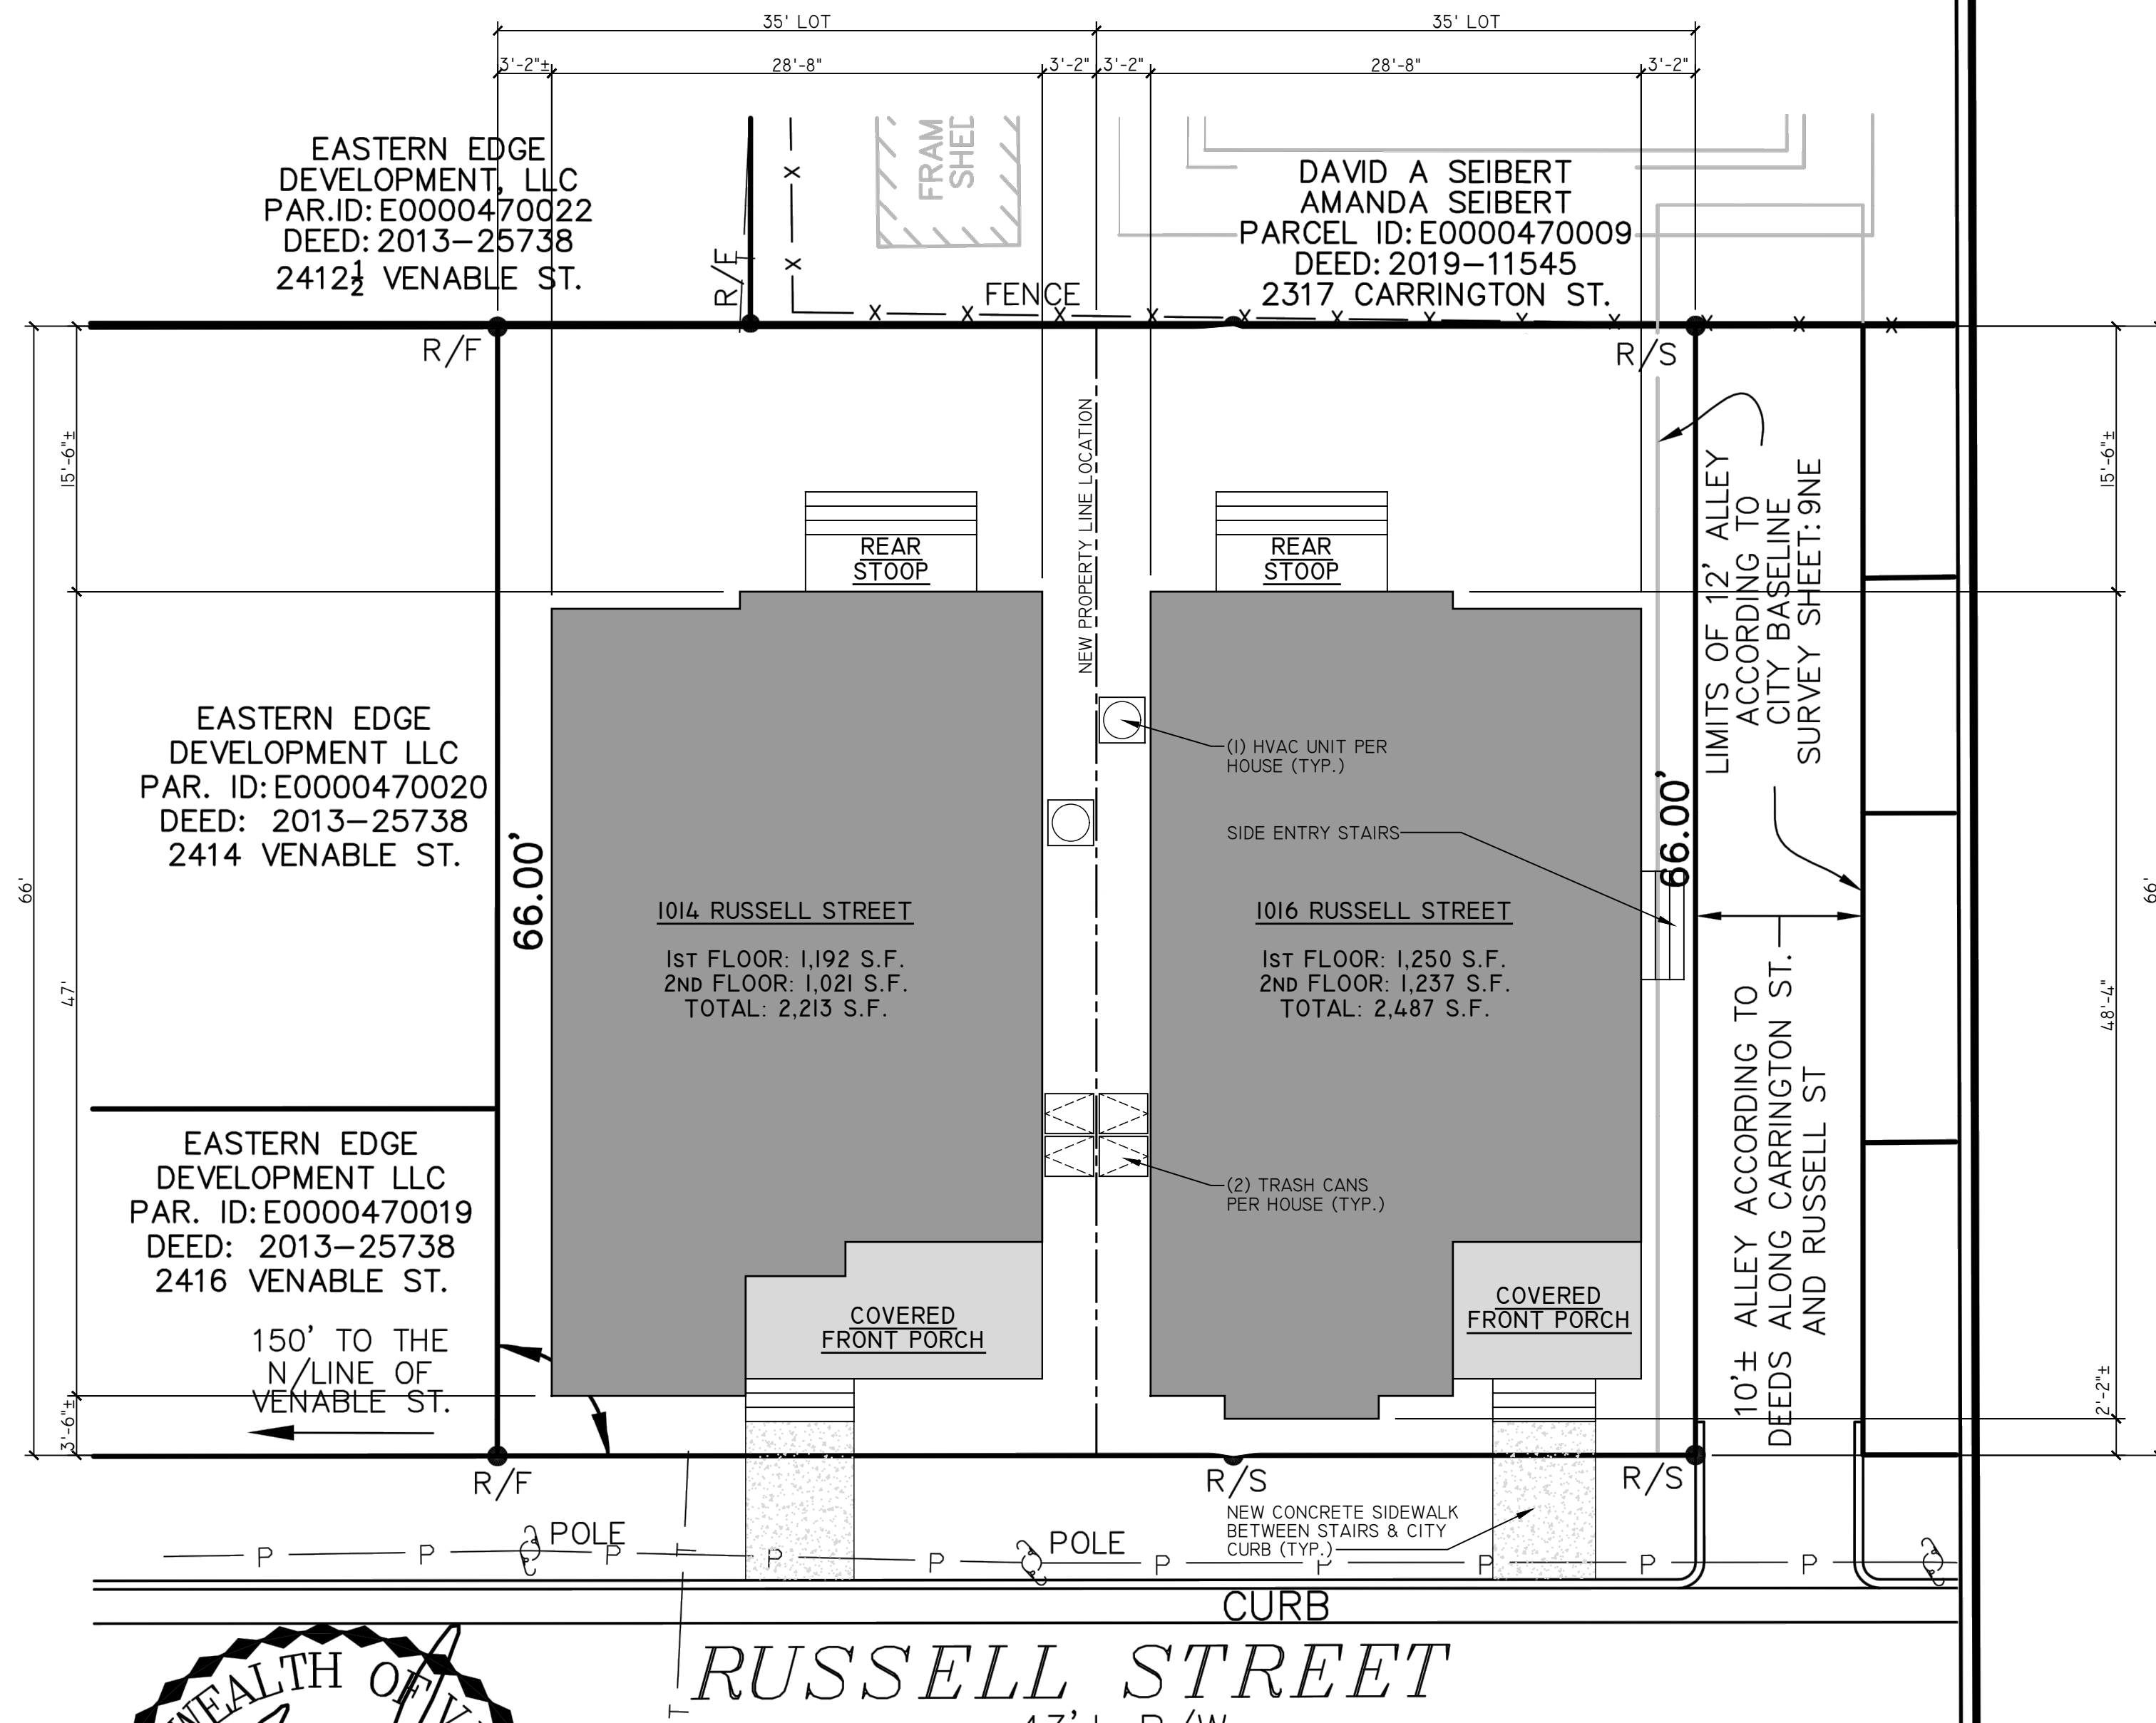 35' LOT
35' LOT
3'-2"±
28'-8"
3'-2"
3'-2"
28'-8"
3'-2"
EASTERN EDGE
DEVELOPMENT, LLC
PAR.ID: E0000470022
DEED: 2013-25738
2412½ VENABLE ST.
R/F
X
X
FRAM
SHED
DAVID A SEIBERT
AMANDA SEIBERT
PARCEL ID: E0000470009
DEED: 2019-11545
2317 CARRINGTON ST.
FENCE
X X X X X X X X X X X X
R/F
R/S
15'-6"±
15'-6"±
NEW PROPERTY LINE LOCATION
REAR
STOOP
REAR
STOOP
LIMITS OF 12' ALLEY
ACCORDING TO
CITY BASELINE
SURVEY SHEET: 9NE
EASTERN EDGE
DEVELOPMENT LLC
PAR. ID: E0000470020
DEED: 2013-25738
2414 VENABLE ST.
(1) HVAC UNIT PER
HOUSE (TYP.)
SIDE ENTRY STAIRS
66.00'
66.00'
66'
66'
47'
48'-4"
1014 RUSSELL STREET
1ST FLOOR: 1,192 S.F.
2ND FLOOR: 1,021 S.F.
TOTAL: 2,213 S.F.
1016 RUSSELL STREET
1ST FLOOR: 1,250 S.F.
2ND FLOOR: 1,237 S.F.
TOTAL: 2,487 S.F.
10'± ALLEY ACCORDING TO
DEEDS ALONG CARRINGTON ST.
AND RUSSELL ST
EASTERN EDGE
DEVELOPMENT LLC
PAR. ID: E0000470019
DEED: 2013-25738
2416 VENABLE ST.
(2) TRASH CANS
PER HOUSE (TYP.)
COVERED
FRONT PORCH
COVERED
FRONT PORCH
150' TO THE
N/LINE OF
VENABLE ST.
3'-6"±
2'-2"±
R/F
R/S
R/S
NEW CONCRETE SIDEWALK
BETWEEN STAIRS & CITY
CURB (TYP.)
POLE
POLE
P P P P P P P P P P
T
CURB
RUSSELL STREET
T
WEALTH OF V